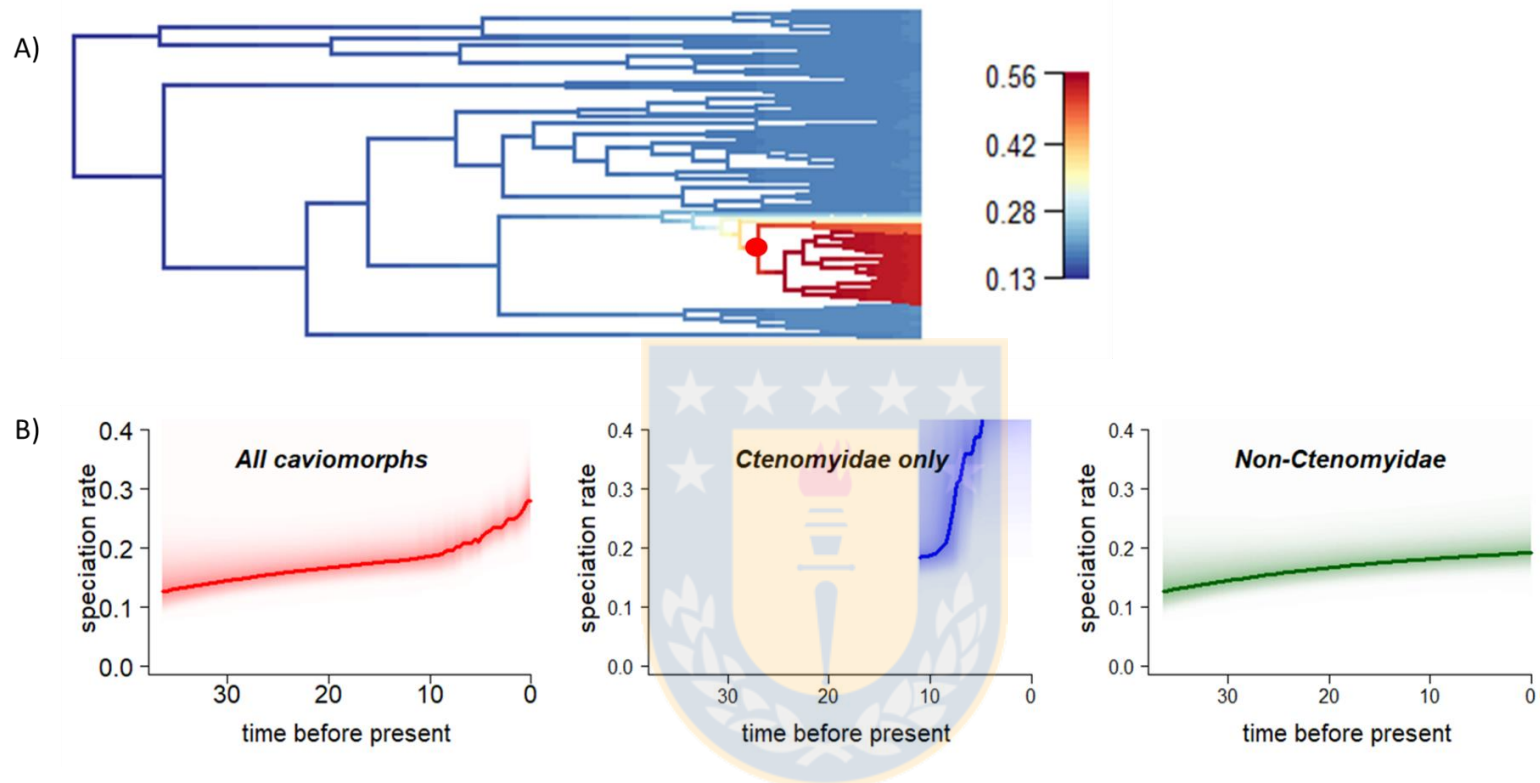 A)
0.56
0.42
0.28
0.13
B)
All caviomorphs
speciation rate
0.4
0.3
0.2
0.1
0.0
30 20 10 0
time before present
Ctenomyidae only
speciation rate
0.4
0.3
0.2
0.1
0.0
30 20 10 0
time before present
Non-Ctenomyidae
speciation rate
0.4
0.3
0.2
0.1
0.0
30 20 10 0
time before present